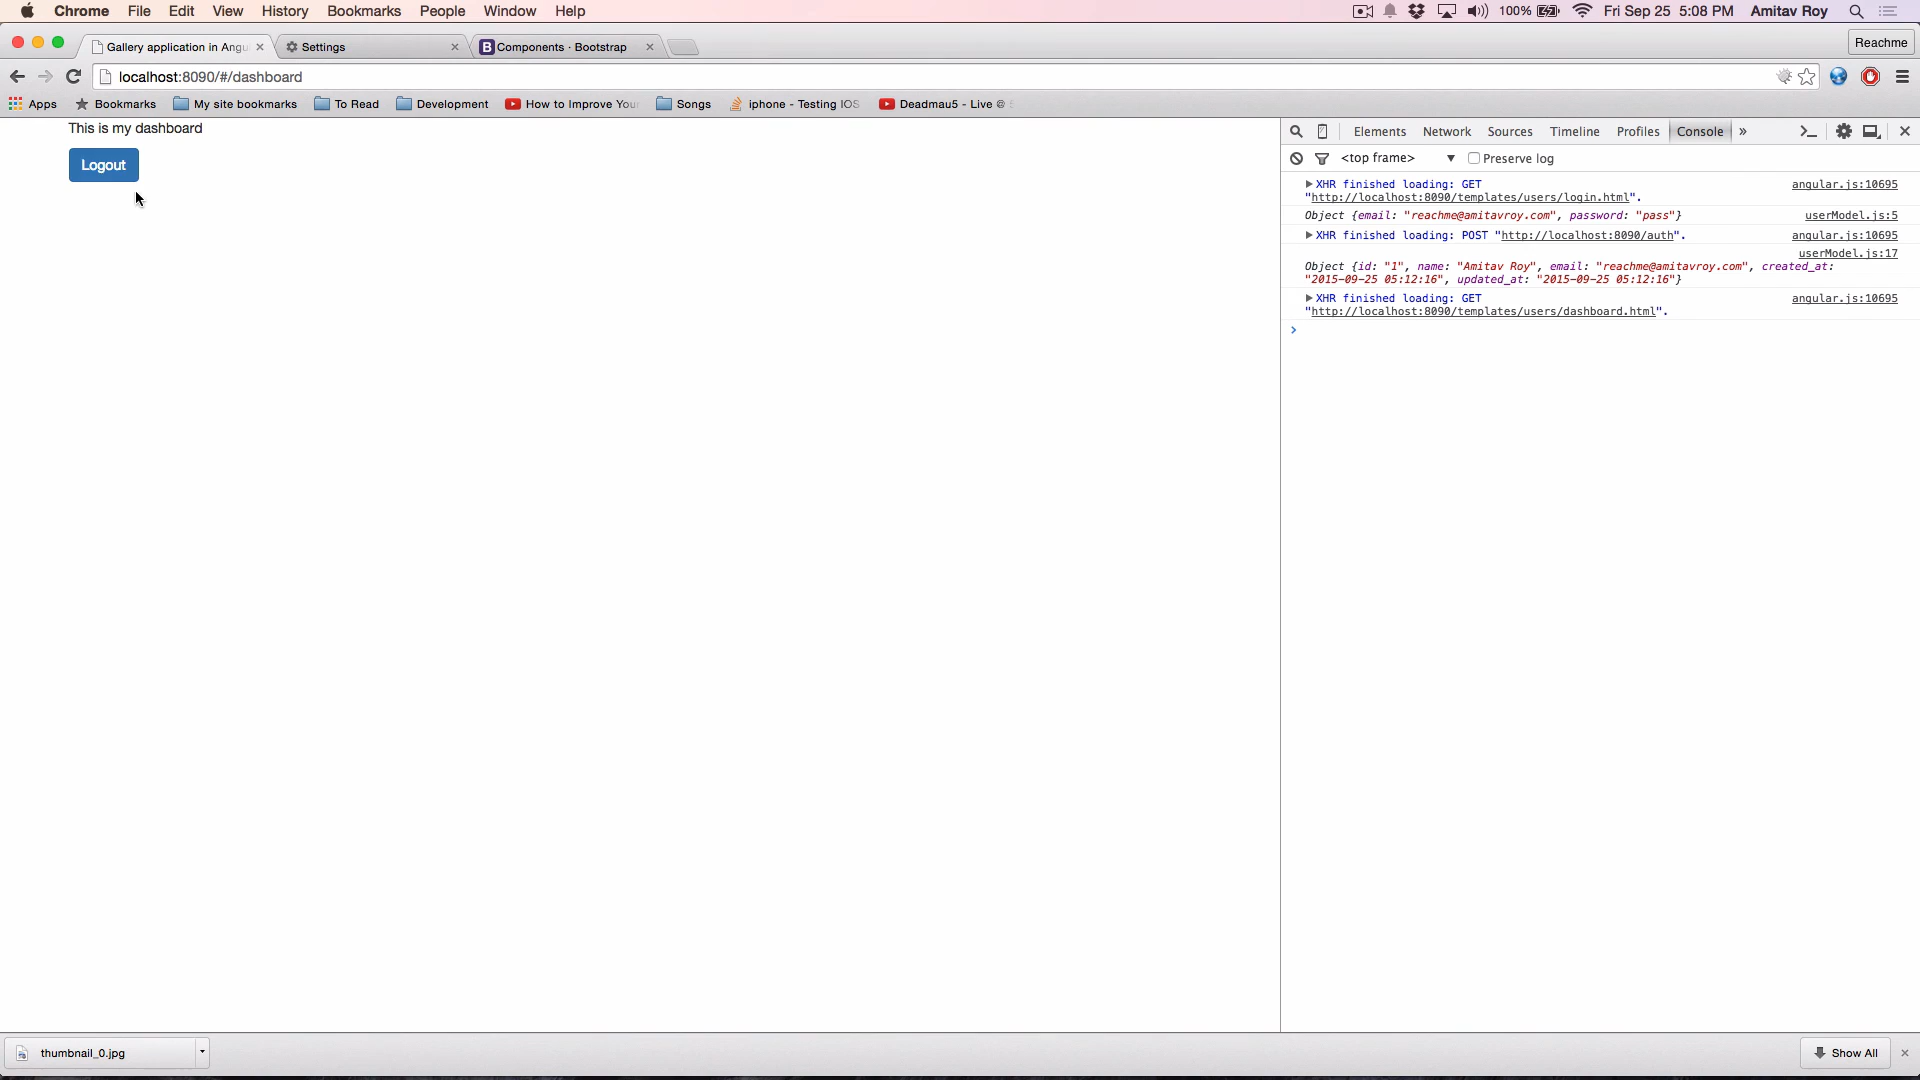 Chrome File Edit View History Bookmarks People Window Help 100% Fri Sep 25 5:08 PM Amitav Roy
Gallery application in Angu Settings Components · Bootstrap Reachme
localhost:8090/#/dashboard
Apps Bookmarks My site bookmarks To Read Development How to Improve You Songs iphone - Testing IOS Deadmau5 - Live @
This is my dashboard
Logout
Elements Network Sources Timeline Profiles Console »
<top frame> Preserve log
XHR finished loading: GET angular.js:10695
"http://localhost:8090/templates/users/login.html".
Object {email: "reachme@amitavroy.com", password: "pass"} userModel.js:5
XHR finished loading: POST "http://localhost:8090/auth". angular.js:10695
userModel.js:17
Object {id: "1", name: "Amitav Roy", email: "reachme@amitavroy.com", created_at:
"2015-09-25 05:12:16", updated_at: "2015-09-25 05:12:16"}
XHR finished loading: GET angular.js:10695
"http://localhost:8090/templates/users/dashboard.html".
thumbnail_0.jpg Show All